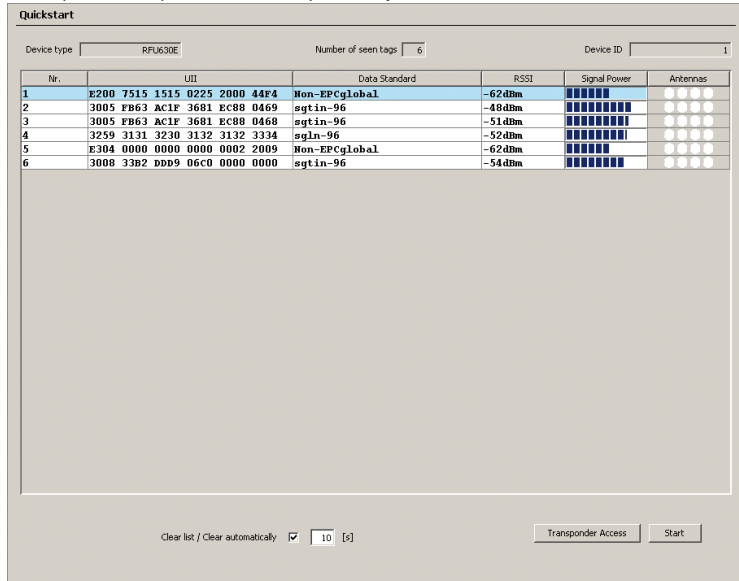 Quickstart
Device type RFU630E Number of seen tags 6 Device ID 1
Nr. UII Data Standard RSSI Signal Power Antennas
1 E200 7515 1515 0225 2000 44F4 Non-EPCglobal -62dBm
2 3005 FB63 AC1F 3681 EC88 0469 sgtin-96 -48dBm
3 3005 FB63 AC1F 3681 EC88 0468 sgtin-96 -51dBm
4 3259 3131 3230 3132 3132 3334 sgln-96 -52dBm
5 E304 0000 0000 0000 0002 2009 Non-EPCglobal -62dBm
6 3008 33B2 DDD9 06C0 0000 0000 sgtin-96 -54dBm
Clear list / Clear automatically 10 [s] Transponder Access Start